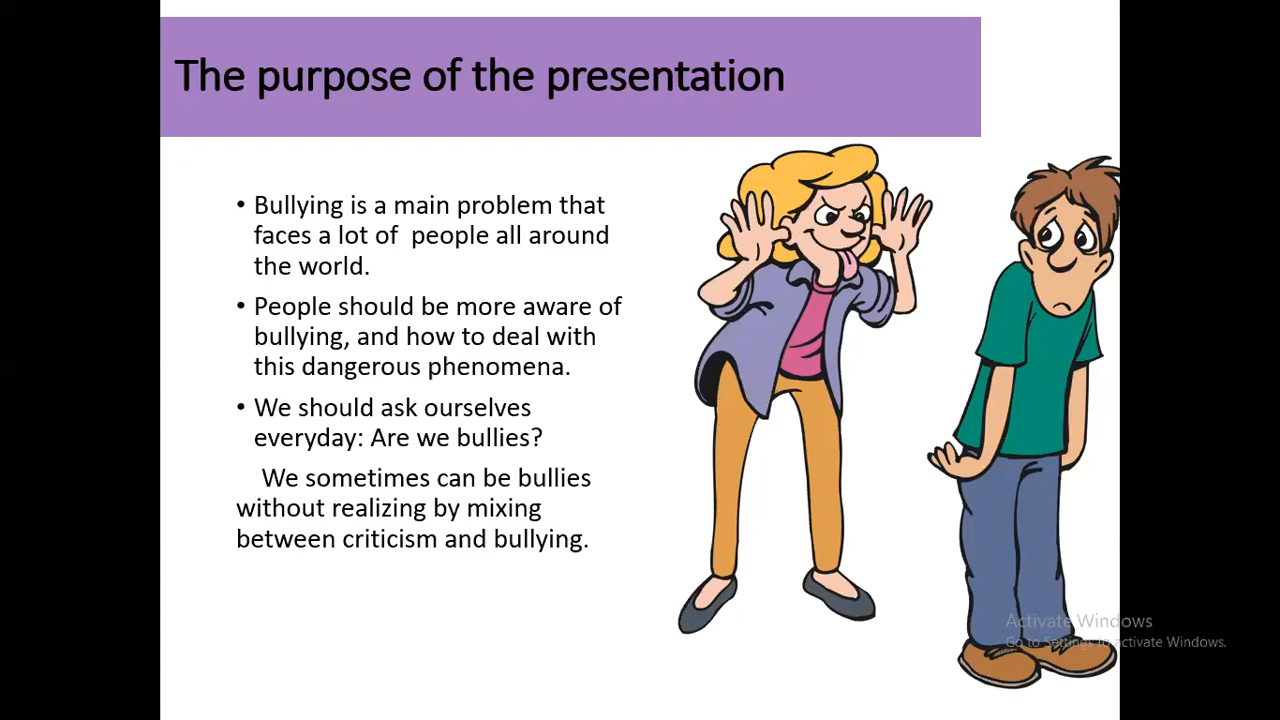 The purpose of the presentation
• Bullying is a main problem that
faces a lot of  people all around
the world.
• People should be more aware of
bullying, and how to deal with
this dangerous phenomena.
• We should ask ourselves
everyday: Are we bullies?
We sometimes can be bullies
without realizing by mixing
between criticism and bullying.
Activate Windows
Go to Settings to activate Windows.